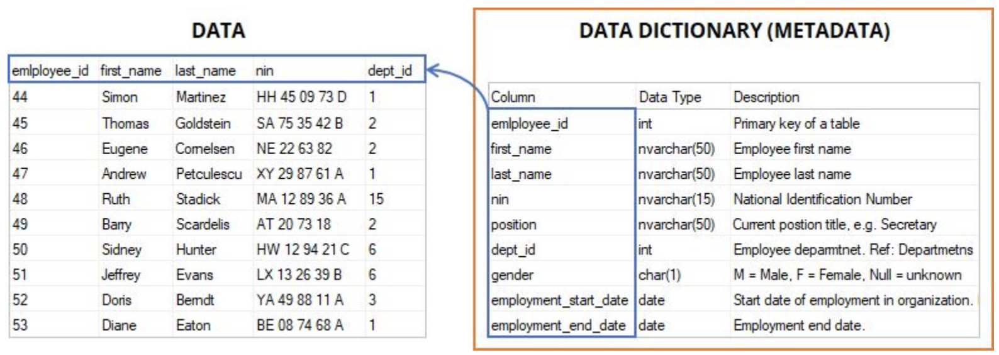 DATA
emlployee_id first_name last_name nin dept_id
44 Simon Martinez HH 45 09 73 D 1
45 Thomas Goldstein SA 75 35 42 B 2
46 Eugene Cornelsen NE 22 63 82 2
47 Andrew Petculescu XY 29 87 61 A 1
48 Ruth Stadick MA 12 89 36 A 15
49 Barry Scardelis AT 20 73 18 2
50 Sidney Hunter HW 12 94 21 C 6
51 Jeffrey Evans LX 13 26 39 B 6
52 Doris Berndt YA 49 88 11 A 3
53 Diane Eaton BE 08 74 68 A 1
DATA DICTIONARY (METADATA)
Column Data Type Description
emlployee_id int Primary key of a table
first_name nvarchar(50) Employee first name
last_name nvarchar(50) Employee last name
nin nvarchar(15) National Identification Number
position nvarchar(50) Current postion title, e.g. Secretary
dept_id int Employee deparmtnet. Ref: Departmetns
gender char(1) M = Male, F = Female, Null = unknown
employment_start_date date Start date of employment in organization.
employment_end_date date Employment end date.